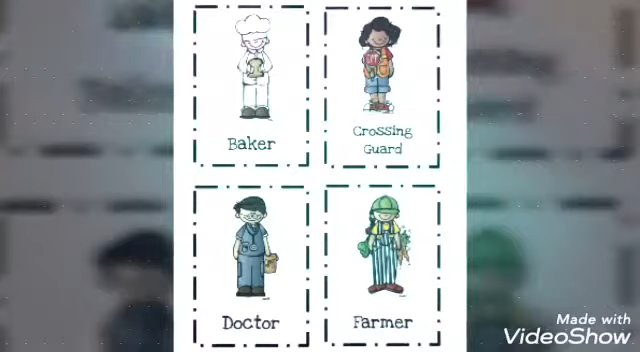 Baker
Crossing
Guard
Doctor
Farmer
Made with
VideoShow